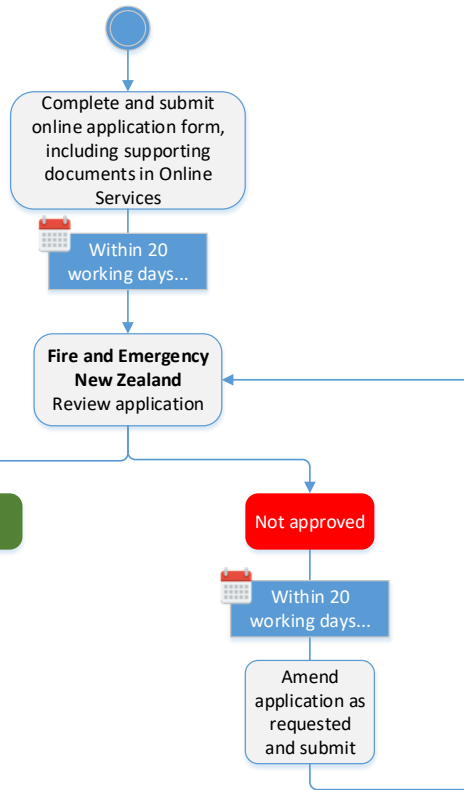 Complete and submit
online application form,
including supporting
documents in Online
Services
Within 20
working days...
Fire and Emergency
New Zealand
Review application
Not approved
Within 20
working days...
Amend
application as
requested
and submit